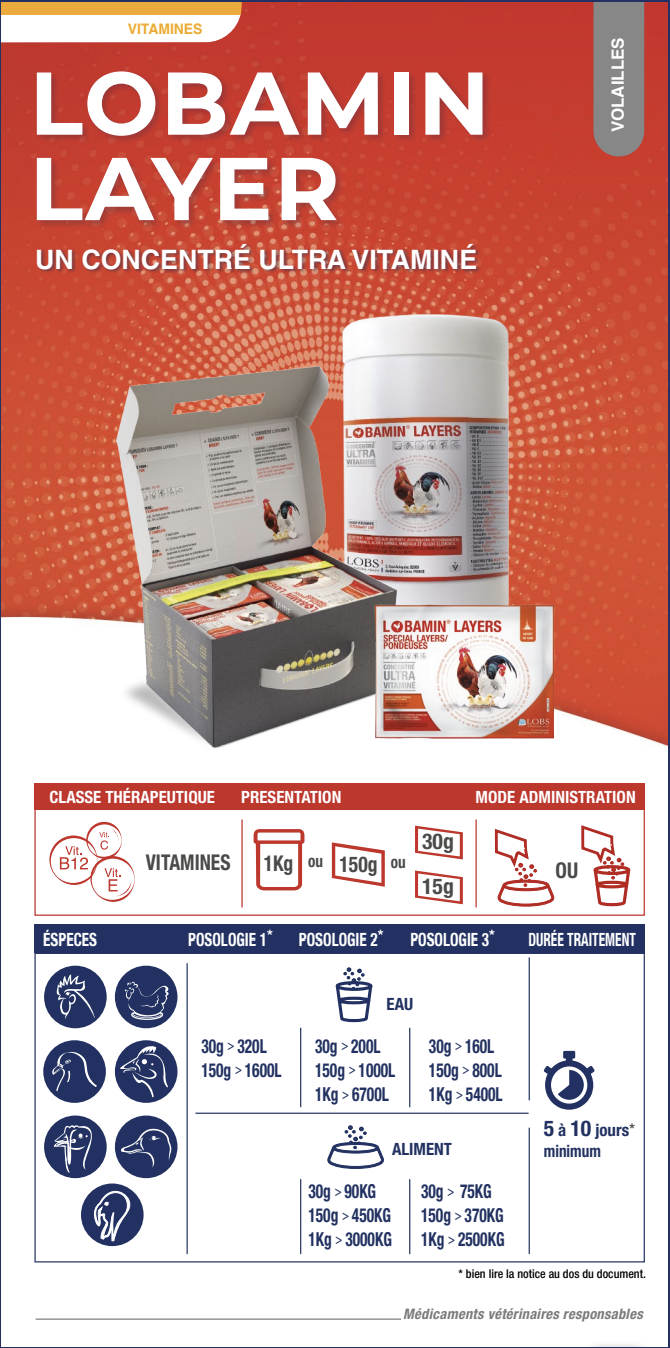 VITAMINES
VOLAILLES
LOBAMIN
LAYER
UN CONCENTRÉ ULTRA VITAMINÉ
LOBAMIN® LAYERS
CONCENTRÉ
ULTRA
VITAMINÉ
LOBS
LOBAMIN® LAYERS
SPECIAL LAYERS/
PONDEUSES
CONCENTRÉ
ULTRA
VITAMINÉ
LOBS
CLASSE THÉRAPEUTIQUE PRESENTATION MODE ADMINISTRATION
Vit. C
Vit. B12
Vit. E
VITAMINES
1Kg ou 150g ou 30g
15g
OU
ÉSPECES POSOLOGIE 1* POSOLOGIE 2* POSOLOGIE 3* DURÉE TRAITEMENT
EAU
30g > 320L 30g > 200L 30g > 160L
150g > 1600L 150g > 1000L 150g > 800L
1Kg > 6700L 1Kg > 5400L
5 à 10 jours*
minimum
ALIMENT
30g > 90KG 30g > 75KG
150g > 450KG 150g > 370KG
1Kg > 3000KG 1Kg > 2500KG
* bien lire la notice au dos du document.
Médicaments vétérinaires responsables